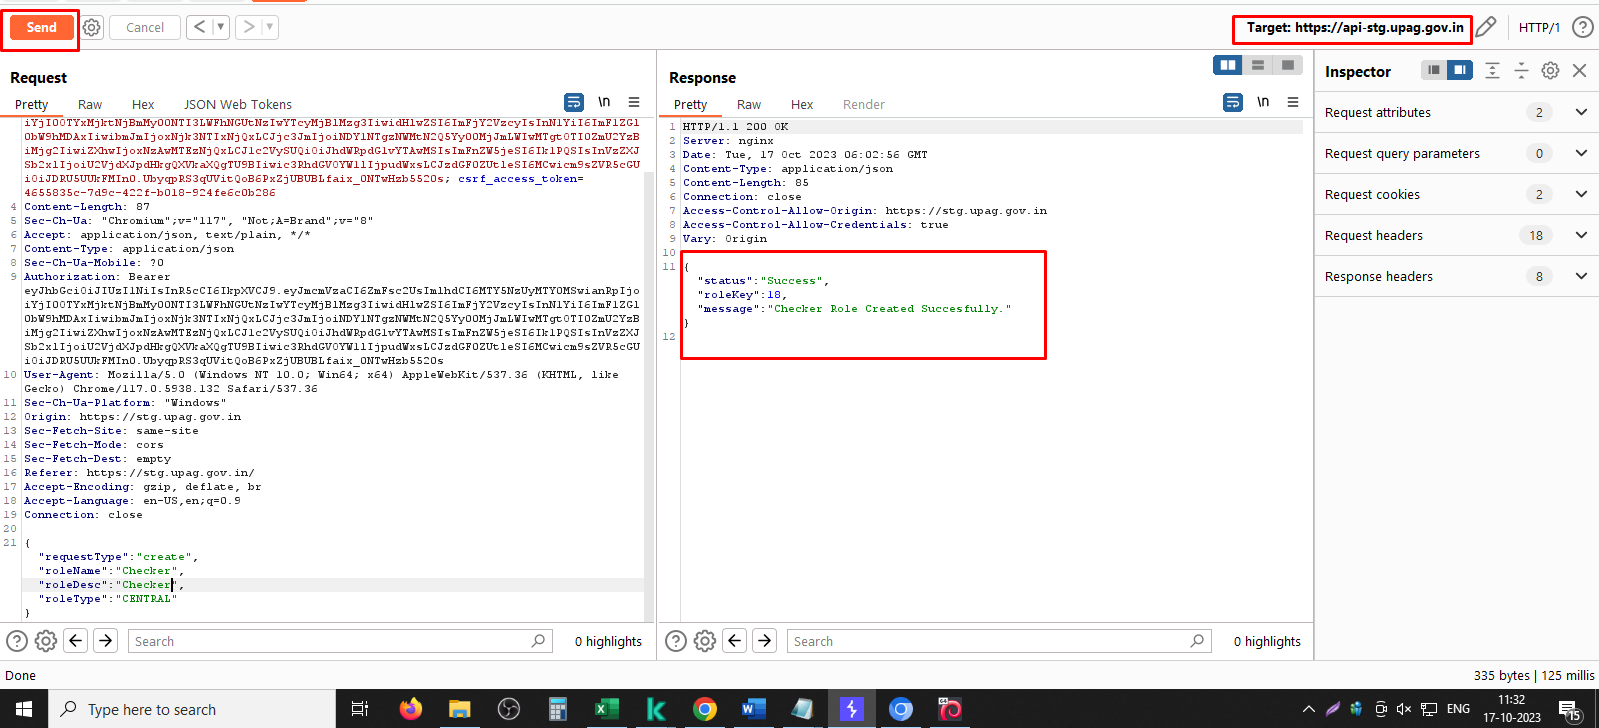 Send
Cancel
Target: https://api-stg.upag.gov.in
HTTP/1
Request
Pretty
Raw
Hex
JSON Web Tokens
\n
4655835c-7d9c-422f-b018-924fe6c0b286
4 Content-Length: 87
5 Sec-Ch-Ua: "Chromium";v="117", "Not;A=Brand";v="8"
6 Accept: application/json, text/plain, */*
7 Content-Type: application/json
8 Sec-Ch-Ua-Mobile: ?0
9 Authorization: Bearer
10 User-Agent: Mozilla/5.0 (Windows NT 10.0; Win64; x64) AppleWebKit/537.36 (KHTML, like
Gecko) Chrome/117.0.5938.132 Safari/537.36
11 Sec-Ch-Ua-Platform: "Windows"
12 Origin: https://stg.upag.gov.in
13 Sec-Fetch-Site: same-site
14 Sec-Fetch-Mode: cors
15 Sec-Fetch-Dest: empty
16 Referer: https://stg.upag.gov.in/
17 Accept-Encoding: gzip, deflate, br
18 Accept-Language: en-US,en;q=0.9
19 Connection: close
20
21 {
"requestType":"create",
"roleName":"Checker",
"roleDesc":"Checker",
"roleType":"CENTRAL"
}
Search
0 highlights
Response
Pretty
Raw
Hex
Render
\n
1 HTTP/1.1 200 OK
2 Server: nginx
3 Date: Tue, 17 Oct 2023 06:02:56 GMT
4 Content-Type: application/json
5 Content-Length: 85
6 Connection: close
7 Access-Control-Allow-Origin: https://stg.upag.gov.in
8 Access-Control-Allow-Credentials: true
9 Vary: Origin
10
11 {
"status":"Success",
"roleKey":18,
"message":"Checker Role Created Succesfully."
}
12
Search
0 highlights
Inspector
Request attributes 2
Request query parameters 0
Request cookies 2
Request headers 18
Response headers 8
Done
335 bytes | 125 millis
Type here to search
ENG
11:32
17-10-2023
15